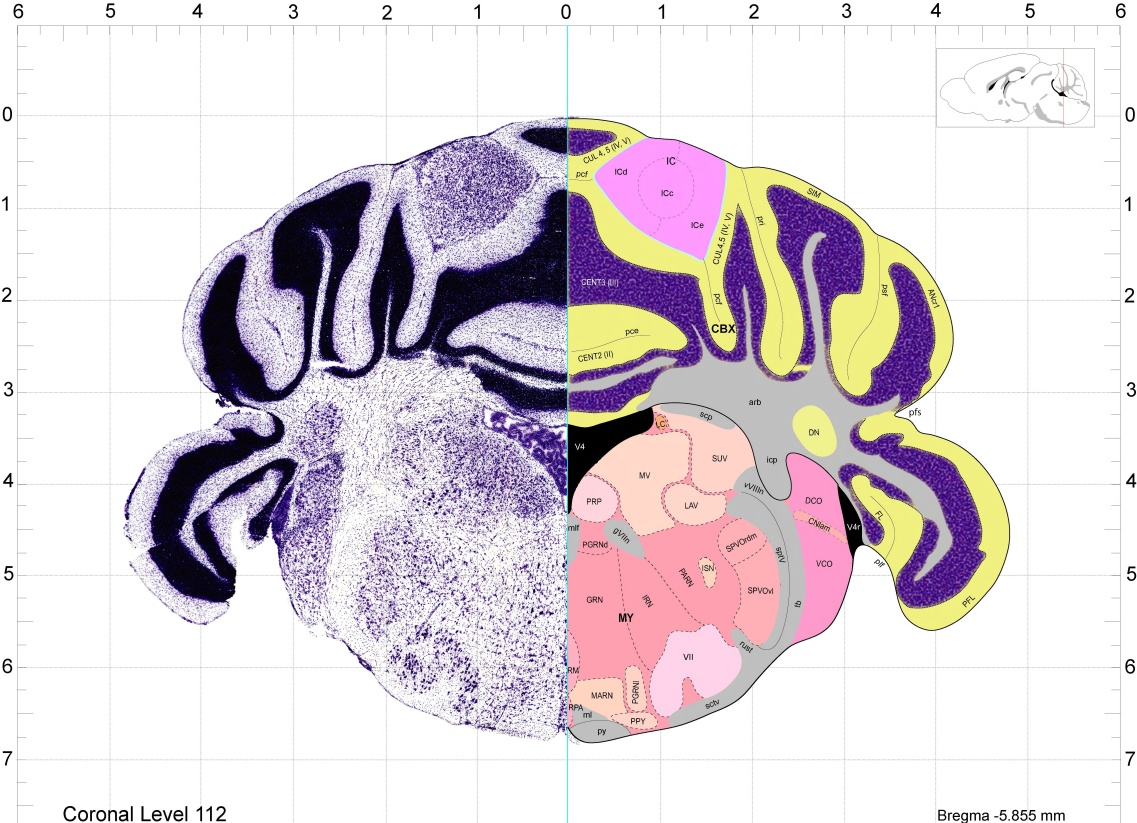 6 5 4 3 2 1 0 1 2 3 4 5 6
0 0
CUL 4, 5 (IV, V)
IC
pcf
ICd
ICc
SIM
1 1
ICe
pri
CUL4, 5 (IV, V)
CENT3 (III)
pcf
psf
ANcr1
2 2
pce
CBX
CENT2 (II)
3 3
arb
scp
pfs
LC
DN
V4
SUV
icp
MV
4 4
vVIIIn
PRP
LAV
DCO
FL
CNlam
V4r
mlf
gVIIn
PGRNd
SPVOrdm
sptV
plf
5 5
ISN
PARN
VCO
SPVOvl
GRN
IRN
tb
PFL
MY
rust
VII
6 6
RM
MARN
PGRNl
RPA
ml
sctv
PPY
py
7 7
Coronal Level 112
Bregma -5.855 mm